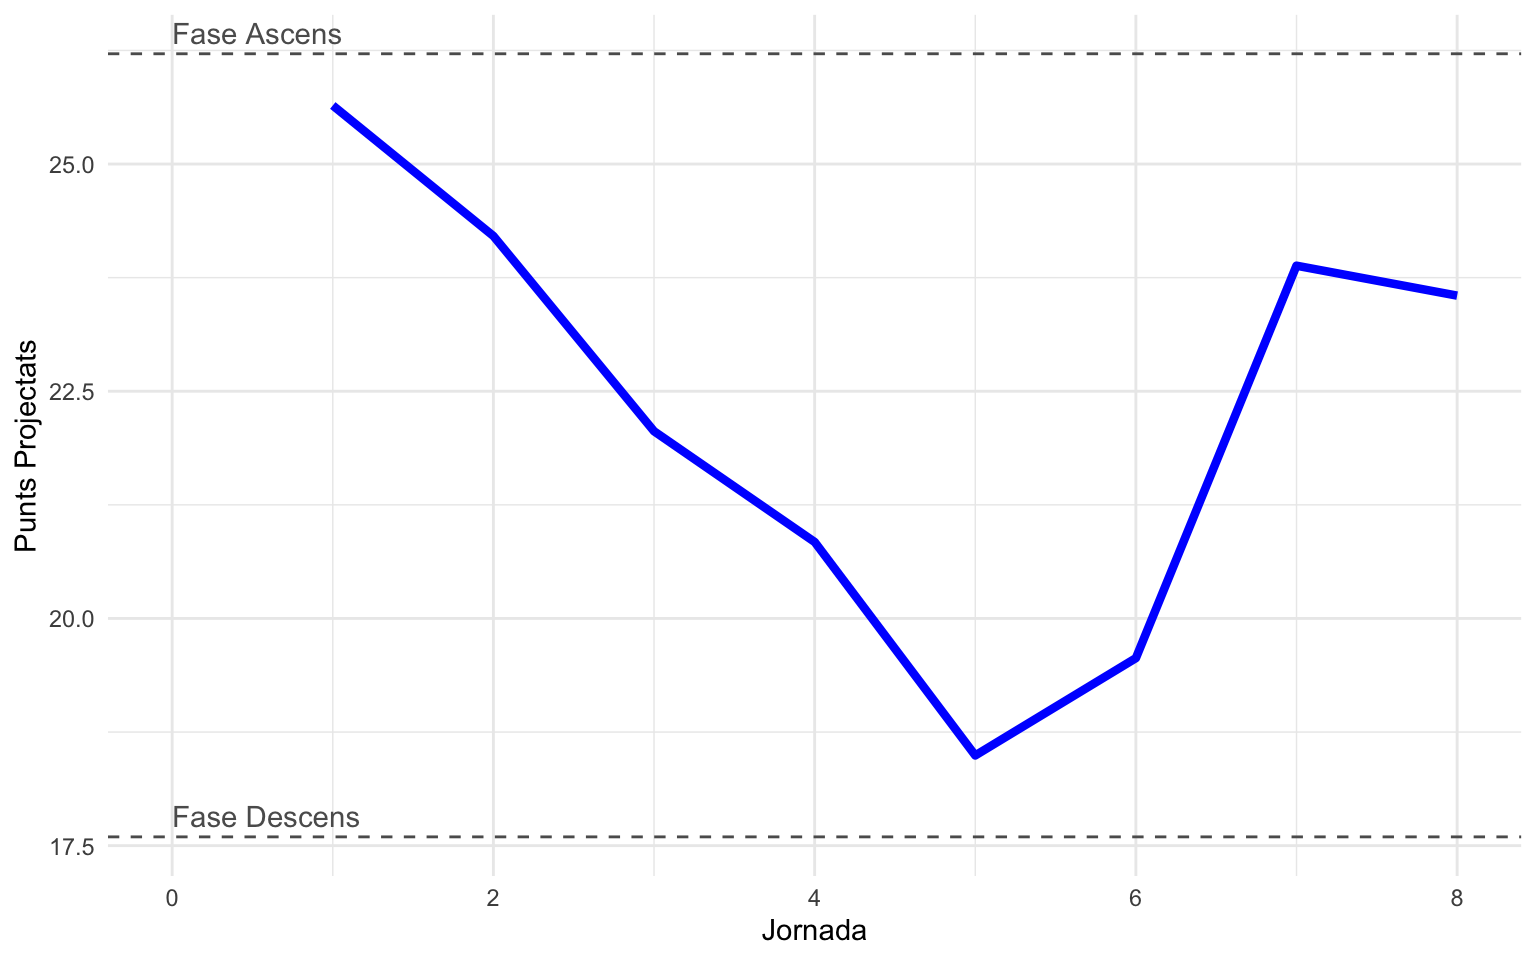 Fase Ascens
25.0
22.5
20.0
17.5
Punts Projectats
Fase Descens
0 2 4 6 8
Jornada